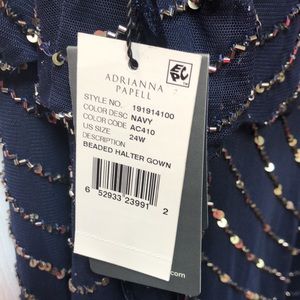 ADRIANNA
PAPELL
STYLE NO. 191914100
COLOR DESC NAVY
COLOR CODE AC410
US SIZE 24W
DESCRIPTION
BEADED HALTER GOWN
6 52933 23991 2
.com